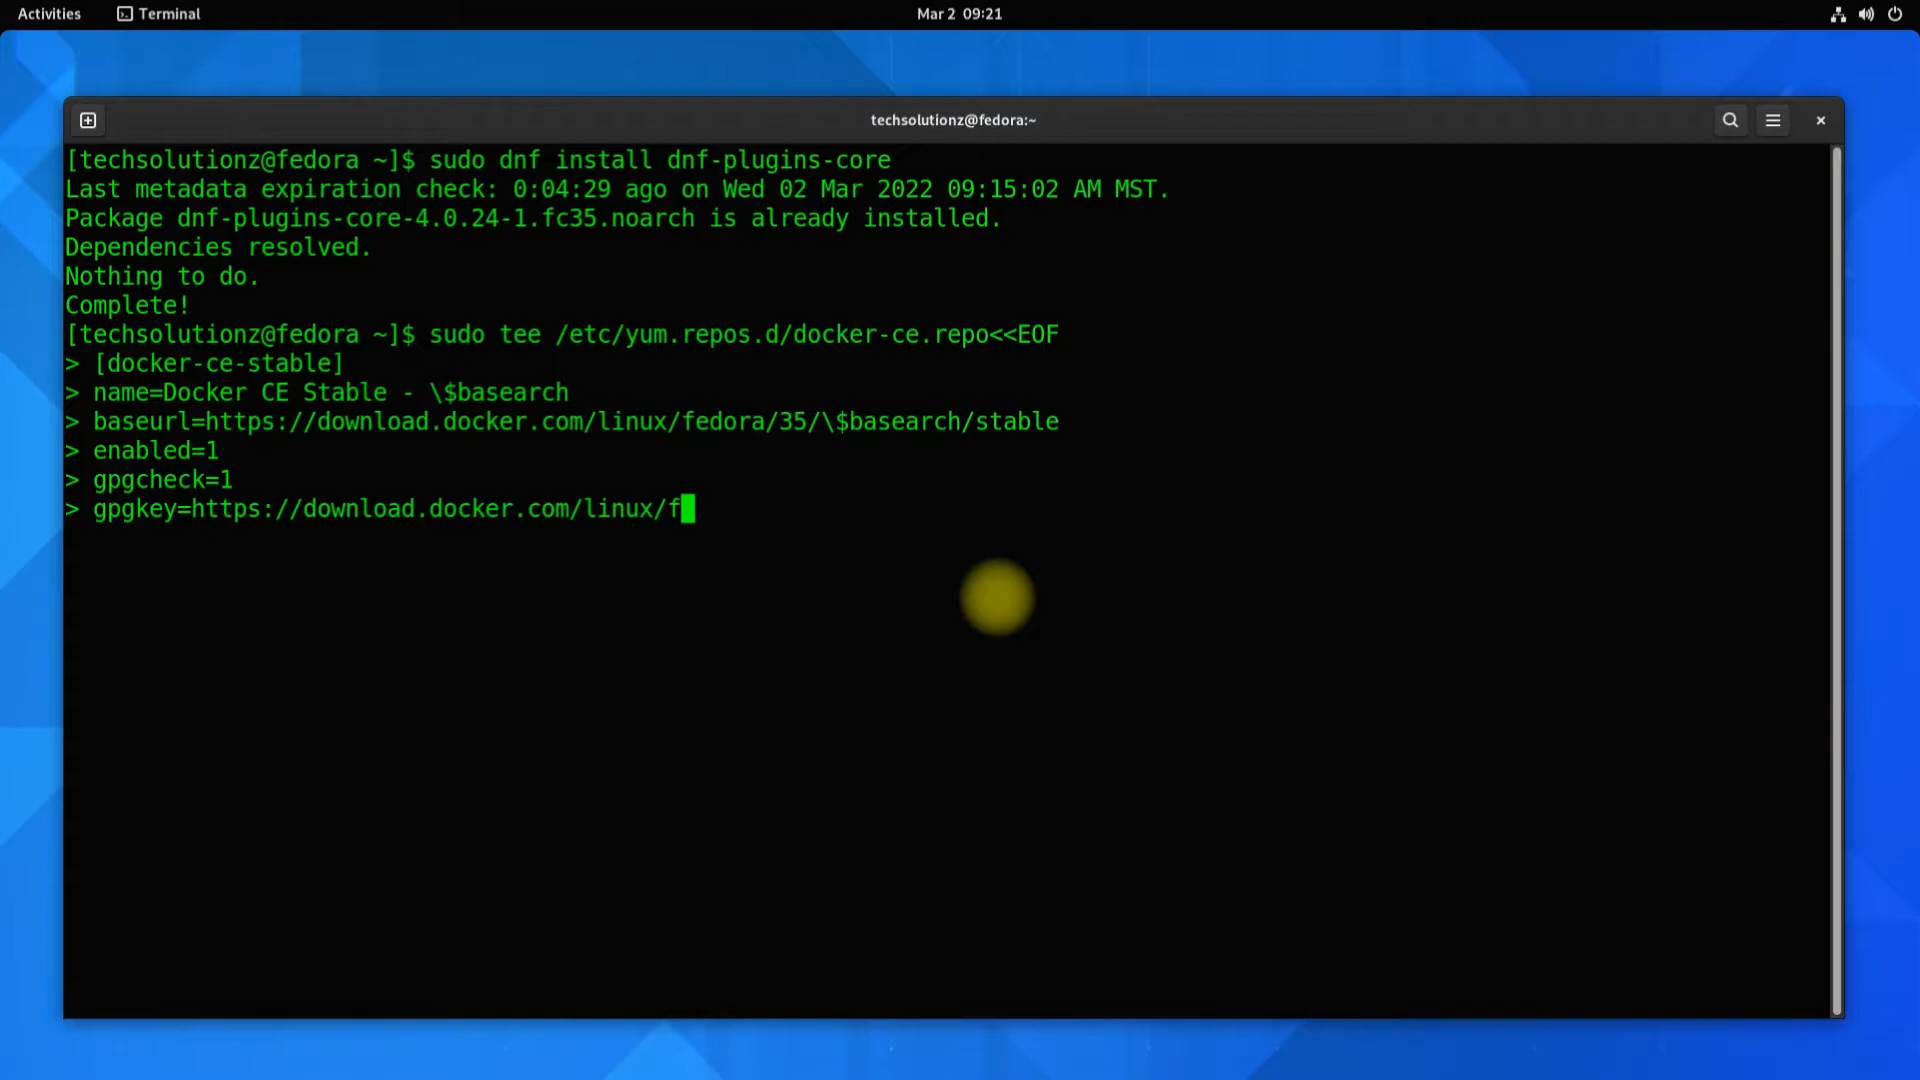 Activities Terminal Mar 2 09:21
techsolutionz@fedora:~
[techsolutionz@fedora ~]$ sudo dnf install dnf-plugins-core
Last metadata expiration check: 0:04:29 ago on Wed 02 Mar 2022 09:15:02 AM MST.
Package dnf-plugins-core-4.0.24-1.fc35.noarch is already installed.
Dependencies resolved.
Nothing to do.
Complete!
[techsolutionz@fedora ~]$ sudo tee /etc/yum.repos.d/docker-ce.repo<<EOF
> [docker-ce-stable]
> name=Docker CE Stable - \$basearch
> baseurl=https://download.docker.com/linux/fedora/35/\$basearch/stable
> enabled=1
> gpgcheck=1
> gpgkey=https://download.docker.com/linux/f